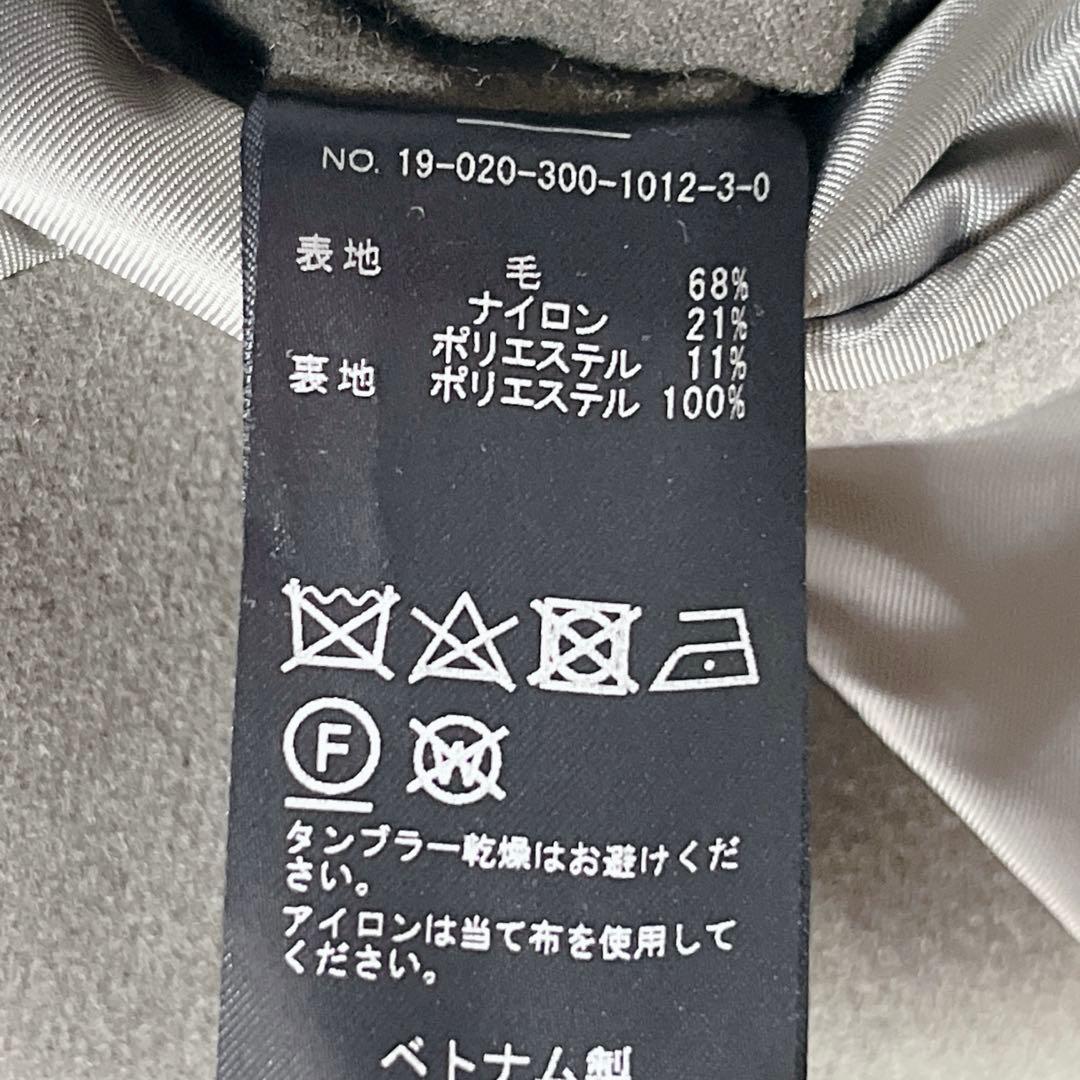 NO. 19-020-300-1012-3-0
表地 毛 68%
ナイロン 21%
ポリエステル 11%
裏地 ポリエステル 100%
F W
タンブラー乾燥はお避けくだ
さい。
アイロンは当て布を使用して
ください。
ベトナム製